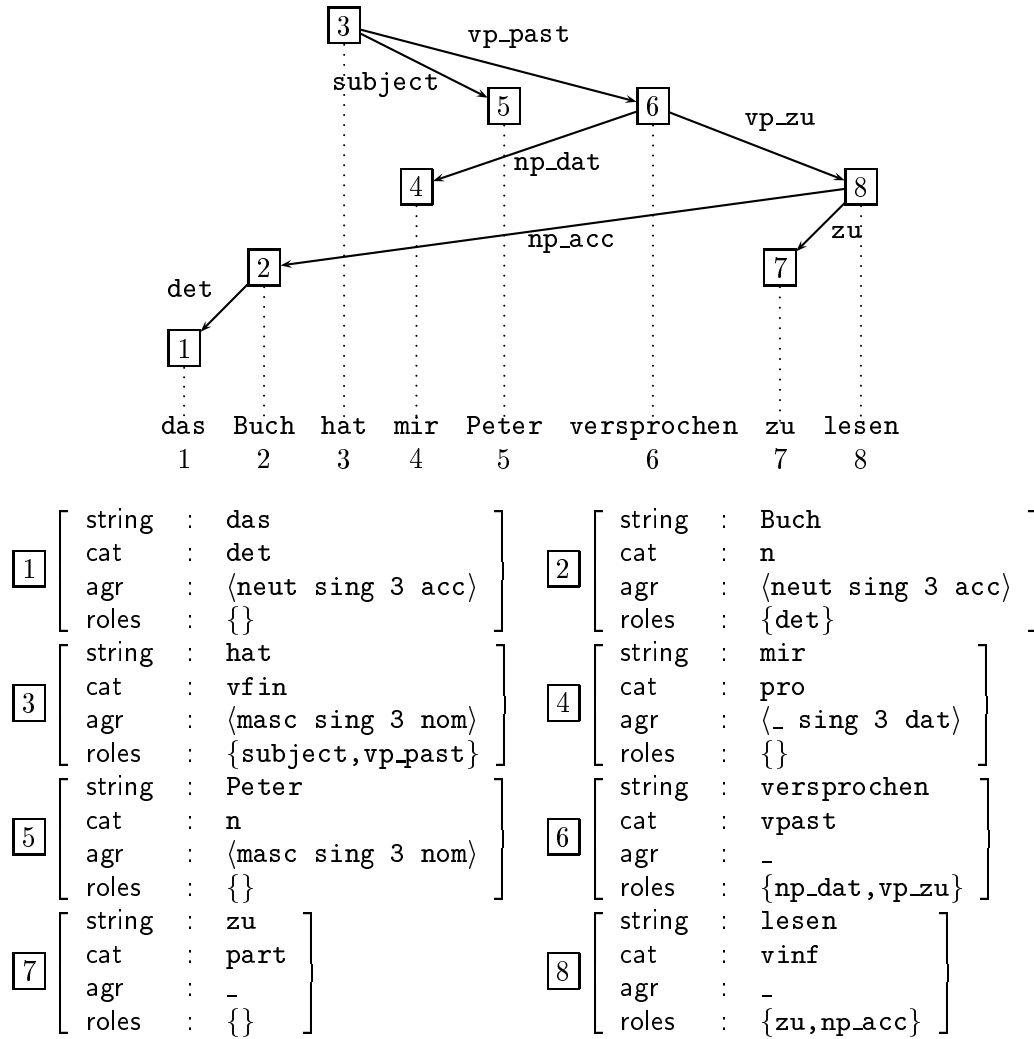 3 vp_past
subject
5 6 vp_zu
np_dat
4 8
np_acc zu
2 7
det
1
das Buch hat mir Peter versprochen zu lesen
1 2 3 4 5 6 7 8
1
string : das
cat : det
agr : ⟨neut sing 3 acc⟩
roles : {}
2
string : Buch
cat : n
agr : ⟨neut sing 3 acc⟩
roles : {det}
3
string : hat
cat : vfin
agr : ⟨masc sing 3 nom⟩
roles : {subject,vp_past}
4
string : mir
cat : pro
agr : ⟨_ sing 3 dat⟩
roles : {}
5
string : Peter
cat : n
agr : ⟨masc sing 3 nom⟩
roles : {}
6
string : versprochen
cat : vpast
agr : _
roles : {np_dat,vp_zu}
7
string : zu
cat : part
agr : _
roles : {}
8
string : lesen
cat : vinf
agr : _
roles : {zu,np_acc}